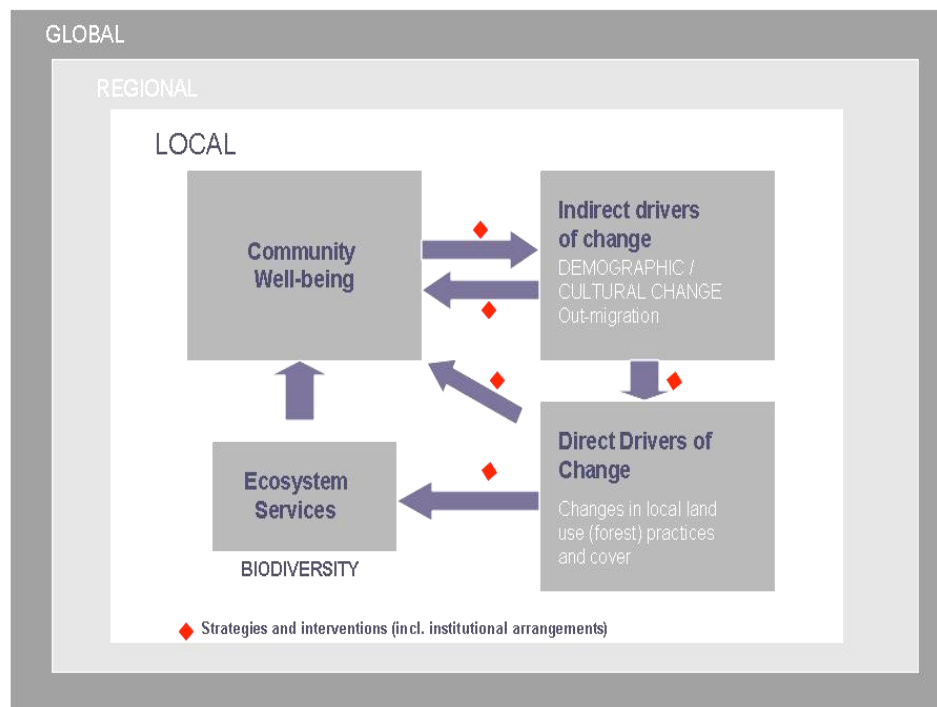 GLOBAL
REGIONAL
LOCAL
Community
Well-being
Indirect drivers
of change
DEMOGRAPHIC /
CULTURAL CHANGE
Out-migration
Direct Drivers of
Change
Changes in local land
use (forest) practices
and cover
Ecosystem
Services
BIODIVERSITY
Strategies and interventions (incl. institutional arrangements)